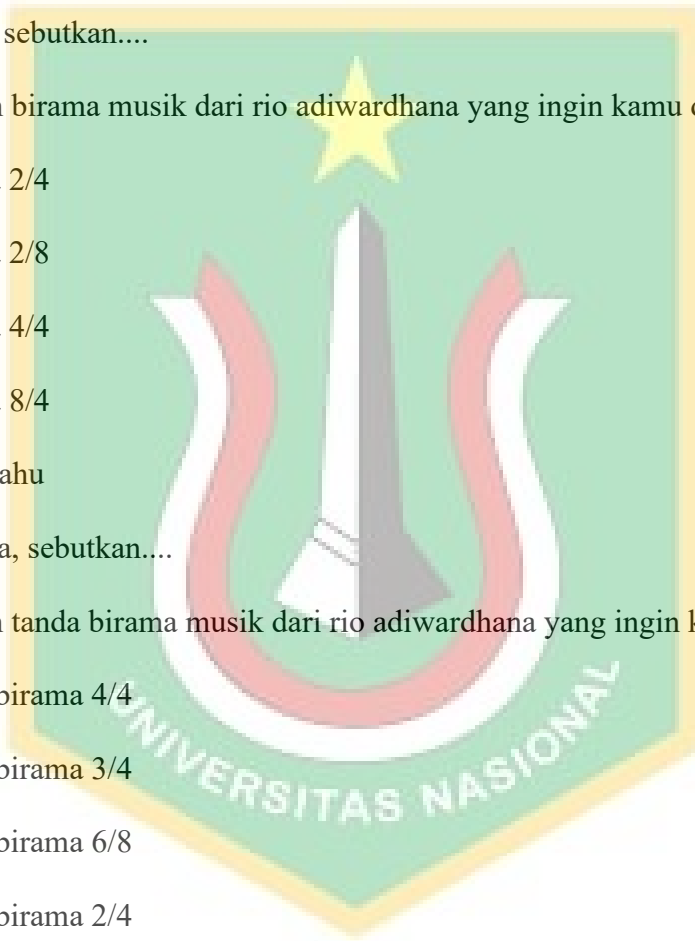 sebutkan....
birama musik dari rio adiwardhana yang ingin kamu
2/4
2/8
4/4
8/4
ahu
a, sebutkan....
tanda birama musik dari rio adiwardhana yang ingin
birama 4/4
birama 3/4
birama 6/8
birama 2/4
UNIVERSITAS NASIONAL